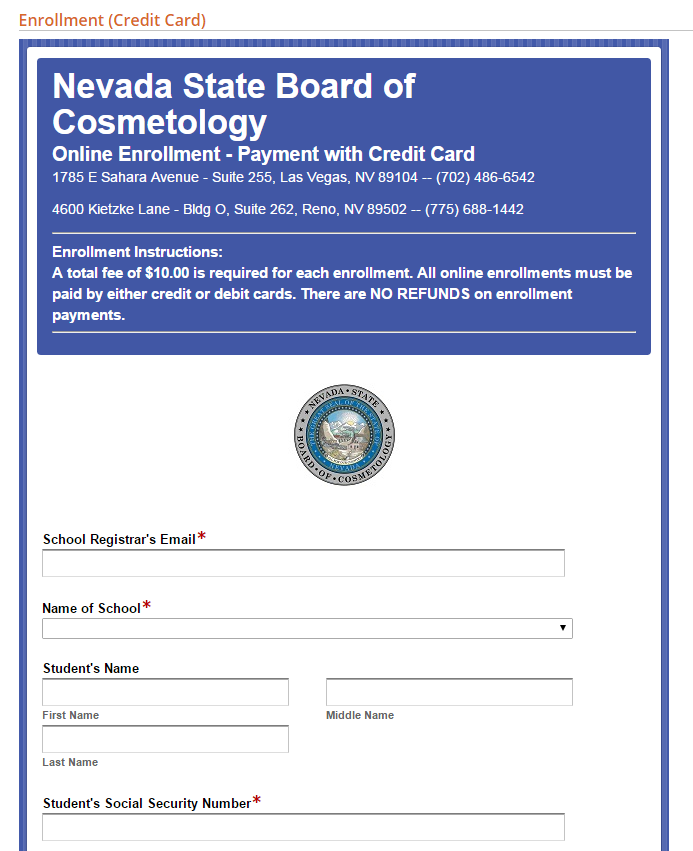 Enrollment (Credit Card)
Nevada State Board of
Cosmetology
Online Enrollment - Payment with Credit Card
1785 E Sahara Avenue - Suite 255, Las Vegas, NV 89104 -- (702) 486-6542
4600 Kietzke Lane - Bldg O, Suite 262, Reno, NV 89502 -- (775) 688-1442
Enrollment Instructions:
A total fee of $10.00 is required for each enrollment. All online enrollments must be
paid by either credit or debit cards. There are NO REFUNDS on enrollment
payments.
NEVADA • STATE
BOARD • OF • COSMETOLOGY
NEVADA
School Registrar's Email*
Name of School*
Student's Name
First Name
Middle Name
Last Name
Student's Social Security Number*